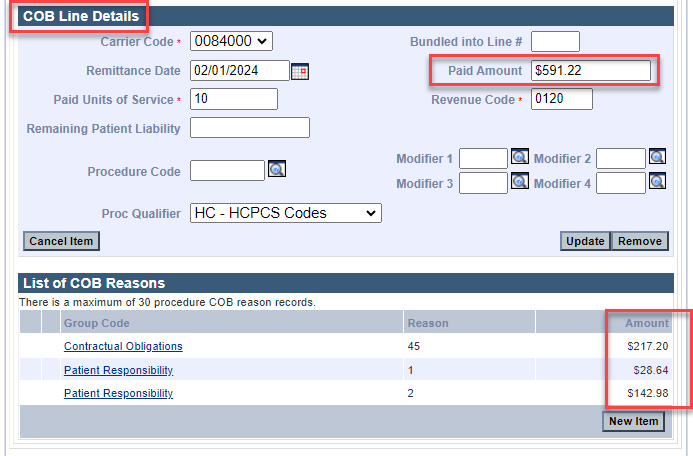 COB Line Details
Carrier Code * 0084000 Bundled into Line #
Remittance Date 02/01/2024 Paid Amount $591.22
Paid Units of Service * 10 Revenue Code * 0120
Remaining Patient Liability
Procedure Code Modifier 1 Modifier 2
Modifier 3 Modifier 4
Proc Qualifier HC - HCPCS Codes
Cancel Item Update Remove
List of COB Reasons
There is a maximum of 30 procedure COB reason records.
Group Code Reason Amount
Contractual Obligations 45 $217.20
Patient Responsibility 1 $28.64
Patient Responsibility 2 $142.98
New Item